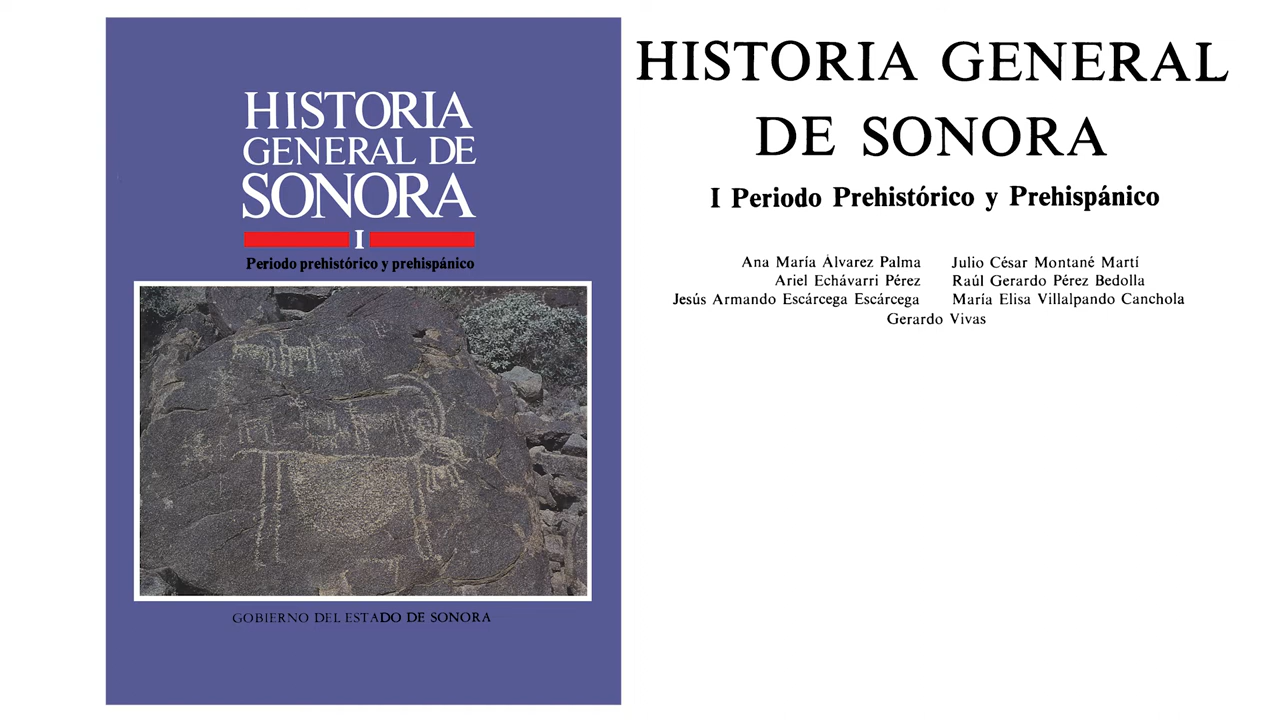 HISTORIA
GENERAL DE
SONORA
I
Periodo prehistórico y prehispánico
GOBIERNO DEL ESTADO DE SONORA
HISTORIA GENERAL
DE SONORA
I Periodo Prehistórico y Prehispánico
Ana María Álvarez Palma Julio César Montané Martí
Ariel Echávarri Pérez Raúl Gerardo Pérez Bedolla
Jesús Armando Escárcega Escárcega María Elisa Villalpando Canchola
Gerardo Vivas